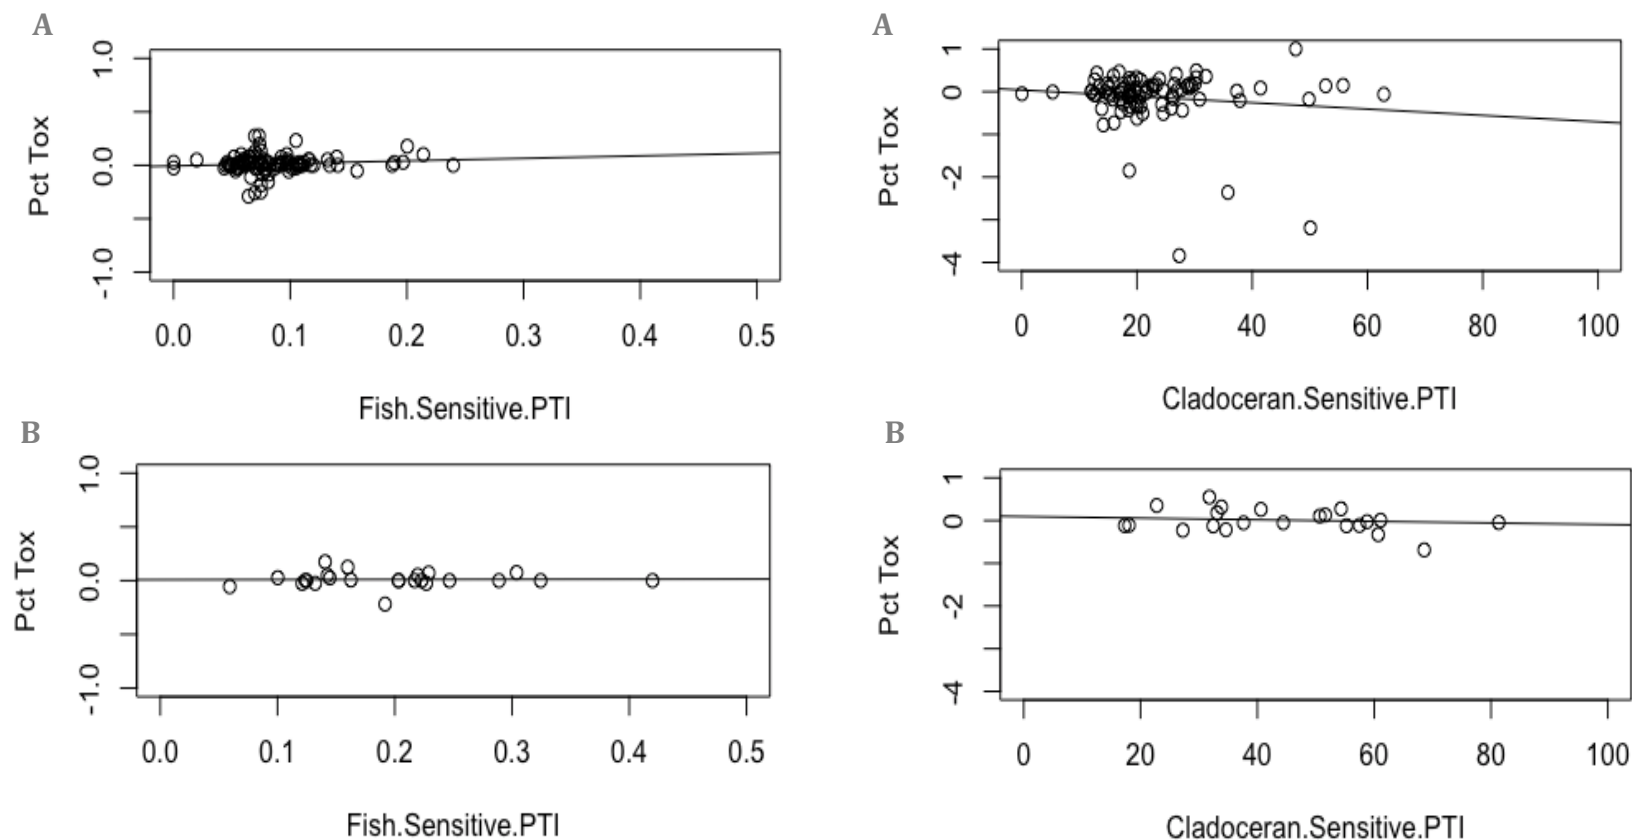 A
Pct Tox
1.0
0.0
-1.0
0.0 0.1 0.2 0.3 0.4 0.5
Fish.Sensitive.PTI
A
Pct Tox
1
0
-2
-4
0 20 40 60 80 100
Cladoceran.Sensitive.PTI
B
Pct Tox
1.0
0.0
-1.0
0.0 0.1 0.2 0.3 0.4 0.5
Fish.Sensitive.PTI
B
Pct Tox
1
0
-2
-4
0 20 40 60 80 100
Cladoceran.Sensitive.PTI